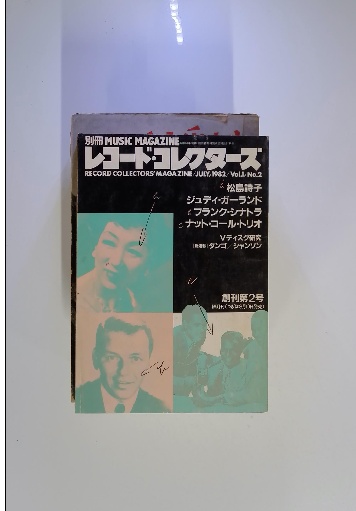 別冊 MUSIC MAGAZINE
レコード・コレクターズ
RECORD COLLECTORS' MAGAZINE/JULY, 1982/Vol.1/No.2
松島詩子
ジュディ・ガーランド
フランク・シナトラ
ナット・コール・トリオ
Vディスク研究
タンゴ/シャンソン
創刊第2号